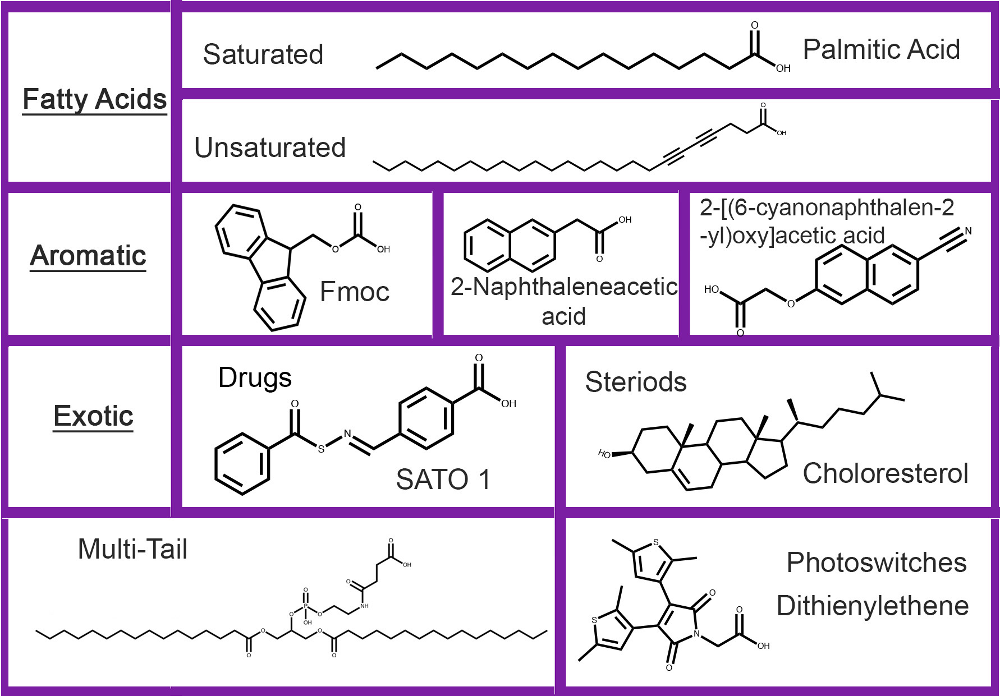 Fatty Acids
Saturated
O
OH
Palmitic Acid
Unsaturated
O
OH
Aromatic
O
O
OH
Fmoc
OH
O
2-Naphthaleneacetic
acid
2-[(6-cyanonaphthalen-2
-yl)oxy]acetic acid
N
HO
O
O
Exotic
Drugs
O
OH
O
N
S
SATO 1
Steriods
HO
Choloresterol
Multi-Tail
O
OH
O
O
P
NH
O
O
OH
O
O
O
O
Photoswitches
Dithienylethene
S
O
S
O
N
OH
O